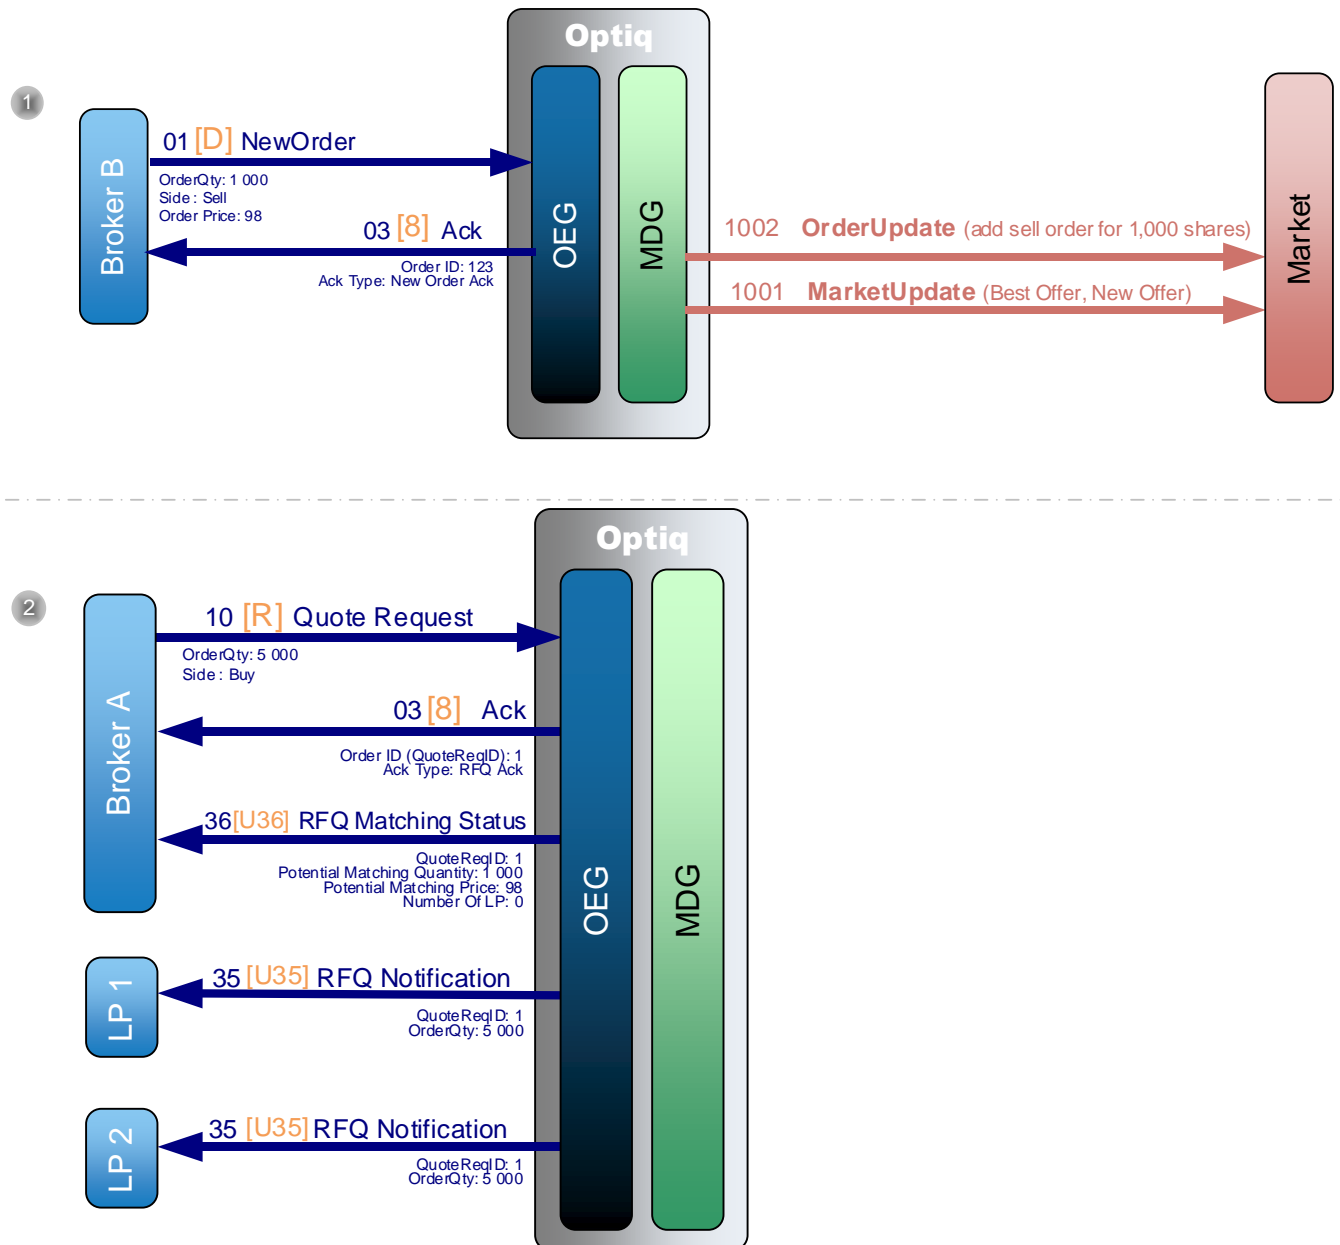 Optiq
1
Broker B
01 [D] NewOrder
OrderQty: 1 000
Side : Sell
Order Price: 98
03 [8] Ack
Order ID: 123
Ack Type: New Order Ack
OEG
MDG
1002 OrderUpdate (add sell order for 1,000 shares)
1001 MarketUpdate (Best Offer, New Offer)
Market
Optiq
2
Broker A
10 [R] Quote Request
OrderQty: 5 000
Side : Buy
03 [8] Ack
Order ID (QuoteReqID): 1
Ack Type: RFQ Ack
36 [U36] RFQ Matching Status
QuoteReqID: 1
Potential Matching Quantity: 1 000
Potential Matching Price: 98
Number Of LP: 0
OEG
MDG
LP 1
35 [U35] RFQ Notification
QuoteReqID: 1
OrderQty: 5 000
LP 2
35 [U35] RFQ Notification
QuoteReqID: 1
OrderQty: 5 000